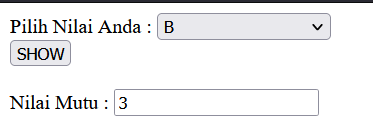 Pilih Nilai Anda : B
SHOW
Nilai Mutu : 3